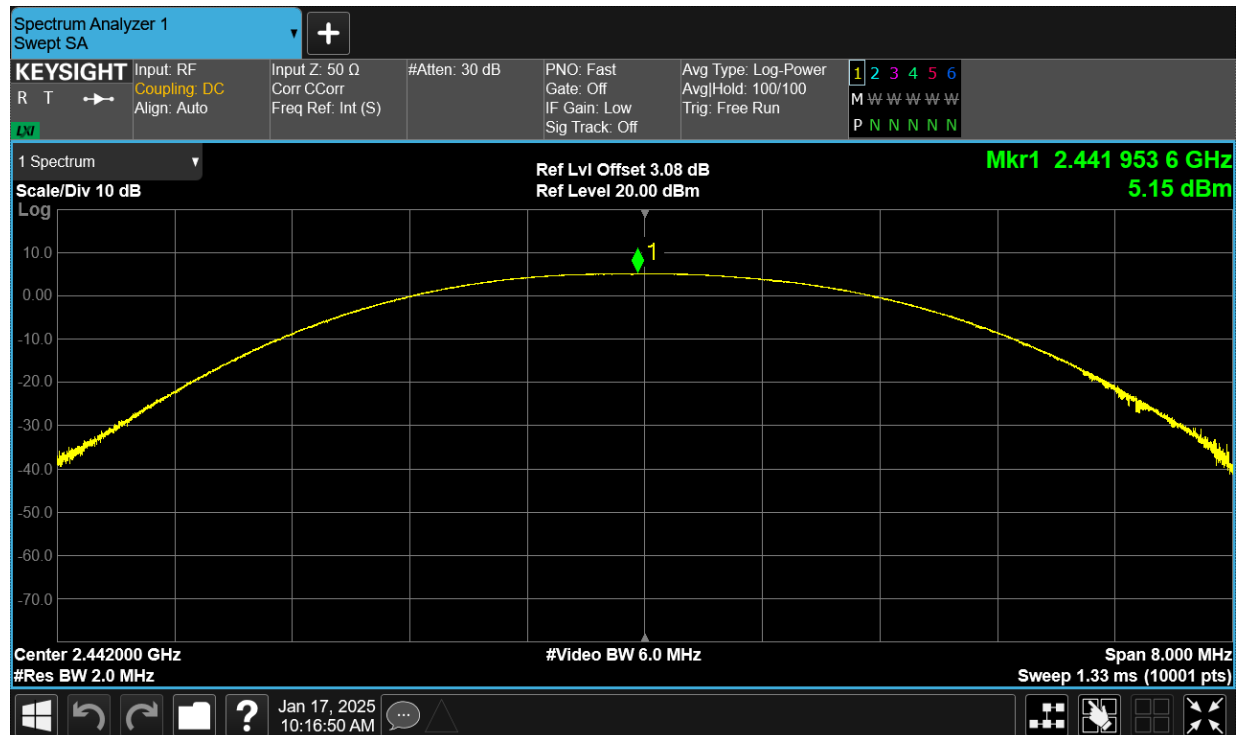 Spectrum Analyzer 1
Swept SA
KEYSIGHT
R T
LXI
Input: RF
Coupling: DC
Align: Auto
Input Z: 50 Ω
Corr CCorr
Freq Ref: Int (S)
#Atten: 30 dB
PNO: Fast
Gate: Off
IF Gain: Low
Sig Track: Off
Avg Type: Log-Power
Avg|Hold: 100/100
Trig: Free Run
1 2 3 4 5 6
M W W W W W
P N N N N N
1 Spectrum
Scale/Div 10 dB
Log
Ref Lvl Offset 3.08 dB
Ref Level 20.00 dBm
Mkr1 2.441 953 6 GHz
5.15 dBm
1
10.0
0.00
-10.0
-20.0
-30.0
-40.0
-50.0
-60.0
-70.0
Center 2.442000 GHz
#Res BW 2.0 MHz
#Video BW 6.0 MHz
Span 8.000 MHz
Sweep 1.33 ms (10001 pts)
?
Jan 17, 2025
10:16:50 AM